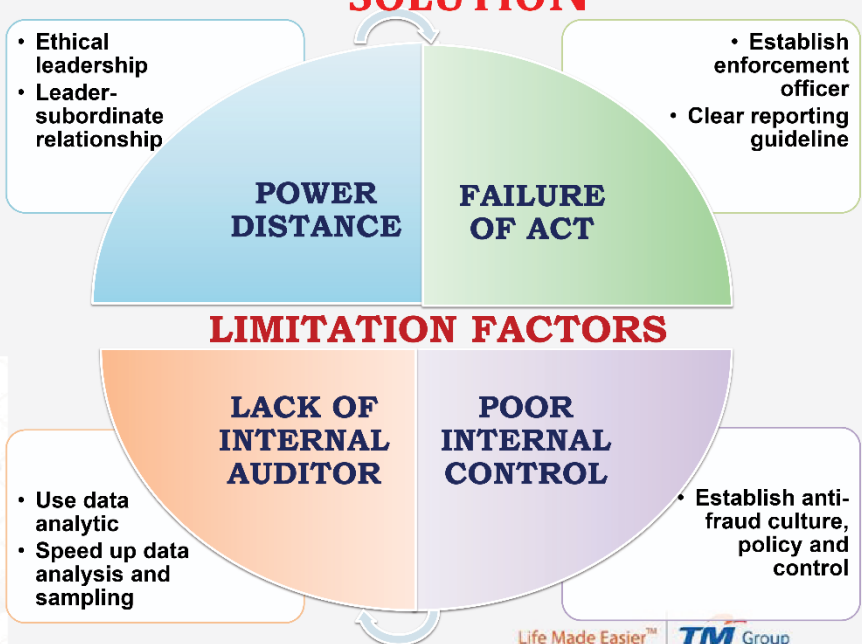 SOLUTION
• Ethical
leadership
• Leader-
subordinate
relationship
• Establish
enforcement
officer
• Clear reporting
guideline
POWER
DISTANCE
FAILURE
OF ACT
LIMITATION FACTORS
LACK OF
INTERNAL
AUDITOR
POOR
INTERNAL
CONTROL
• Use data
analytic
• Speed up data
analysis and
sampling
• Establish anti-
fraud culture,
policy and
control
Life Made Easier™ TM Group